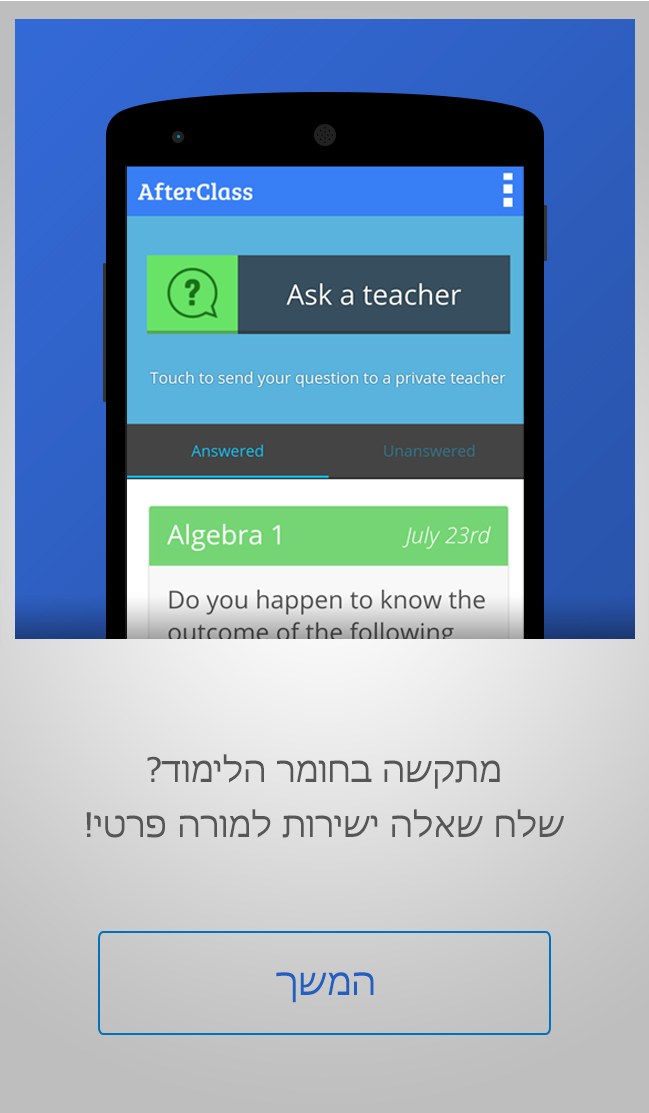 AfterClass
?
Ask a teacher
Touch to send your question to a private teacher
Answered Unanswered
Algebra 1 July 23rd
Do you happen to know the
outcome of the following
מתקשה בחומר הלימוד?
שלח שאלה ישירות למורה פרטי!
המשך